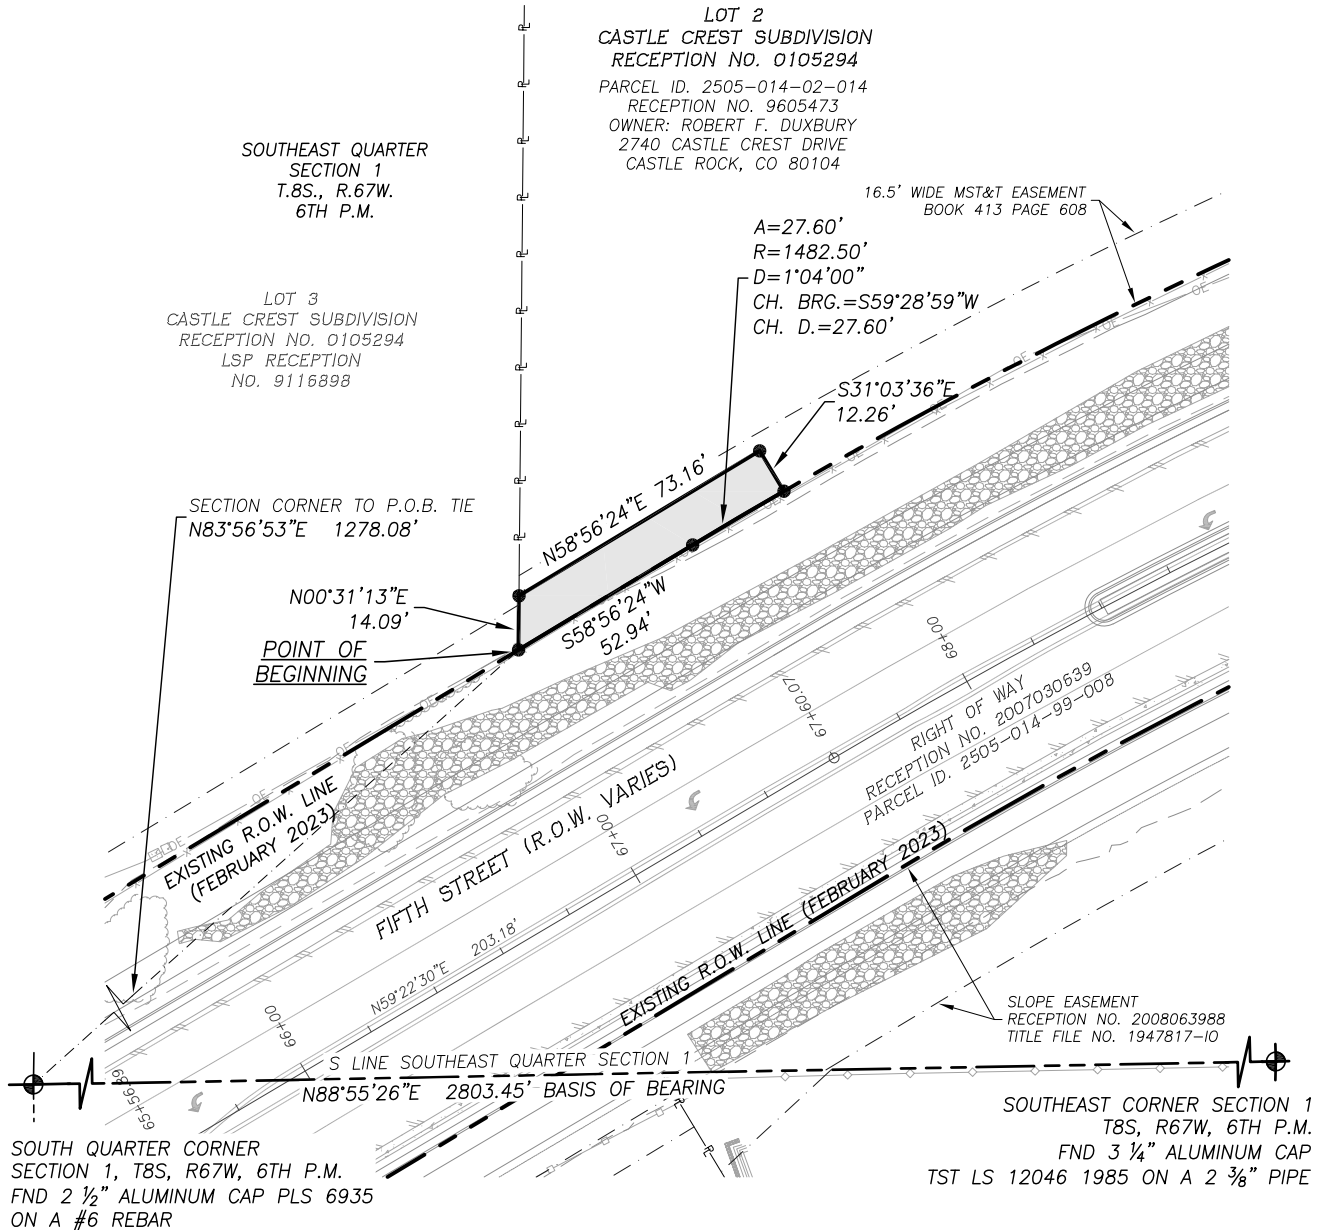 LOT 2
CASTLE CREST SUBDIVISION
RECEPTION NO. 0105294
PARCEL ID. 2505-014-02-014
RECEPTION NO. 9605473
OWNER: ROBERT F. DUXBURY
2740 CASTLE CREST DRIVE
CASTLE ROCK, CO 80104
SOUTHEAST QUARTER
SECTION 1
T.8S., R.67W.
6TH P.M.
16.5' WIDE MST&T EASEMENT
BOOK 413 PAGE 608
A=27.60'
R=1482.50'
D=1°04'00"
CH. BRG.=S59°28'59"W
CH. D.=27.60'
LOT 3
CASTLE CREST SUBDIVISION
RECEPTION NO. 0105294
LSP RECEPTION
NO. 9116898
S31°03'36"E
12.26'
N58°56'24"E 73.16'
SECTION CORNER TO P.O.B. TIE
N83°56'53"E 1278.08'
N00°31'13"E
14.09'
S58°56'24"W
52.94'
POINT OF
BEGINNING
68+00
67+60.07
RIGHT OF WAY
RECEPTION NO. 2007030639
PARCEL ID. 2505-014-99-008
EXISTING R.O.W. LINE
(FEBRUARY 2023)
FIFTH STREET (R.O.W. VARIES)
67+00
N59°22'30"E 203.18'
EXISTING R.O.W. LINE (FEBRUARY 2023)
66+00
65+56.89
SLOPE EASEMENT
RECEPTION NO. 2008063988
TITLE FILE NO. 1947817-IO
S LINE SOUTHEAST QUARTER SECTION 1
N88°55'26"E 2803.45' BASIS OF BEARING
SOUTH QUARTER CORNER
SECTION 1, T8S, R67W, 6TH P.M.
FND 2 ½" ALUMINUM CAP PLS 6935
ON A #6 REBAR
SOUTHEAST CORNER SECTION 1
T8S, R67W, 6TH P.M.
FND 3 ¼" ALUMINUM CAP
TST LS 12046 1985 ON A 2 ⅜" PIPE